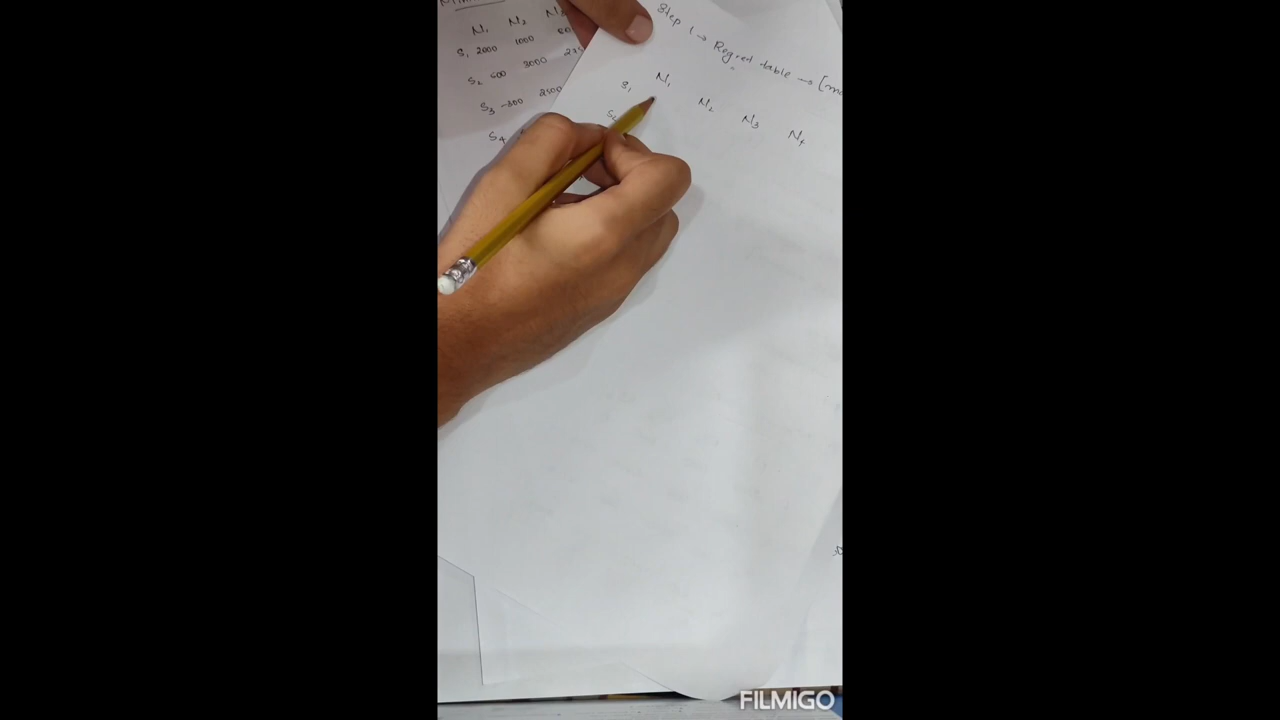 N₁ N₂ N₃
S₁ 2000 1000
S₂ 500 3000
S₃ -300 2500
S₄
Step 1 → Regret table → [
N₁ N₂ N₃ N₄
S₁
S₂
FILMIGO